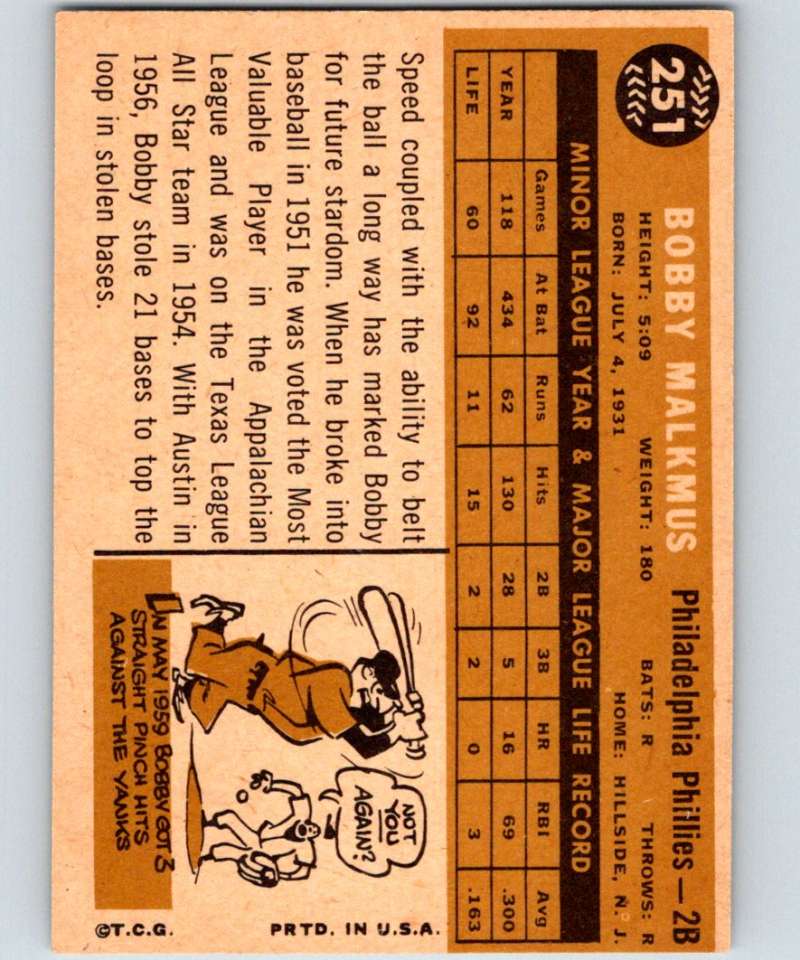 251
BOBBY MALKMUS Philadelphia Phillies—2B
HEIGHT: 5:09 WEIGHT: 180 BATS: R THROWS: R
BORN: JULY 4, 1931 HOME: HILLSIDE, N. J.
MINOR LEAGUE YEAR & MAJOR LEAGUE LIFE RECORD
Games At Bat Runs Hits 2B 3B HR RBI Avg
YEAR 118 434 62 130 28 5 16 69 .300
LIFE 60 92 11 15 2 2 0 3 .163
Speed coupled with the ability to belt
the ball a long way has marked Bobby
for future stardom. When he broke into
baseball in 1951 he was voted the Most
Valuable Player in the Appalachian
League and was on the Texas League
All Star team in 1954. With Austin in
1956, Bobby stole 21 bases to top the
loop in stolen bases.
NOT
YOU
AGAIN?
IN MAY 1959 BOBBY GOT 3
STRAIGHT PINCH HITS
AGAINST THE YANKS
©T.C.G. PRTD. IN U.S.A.